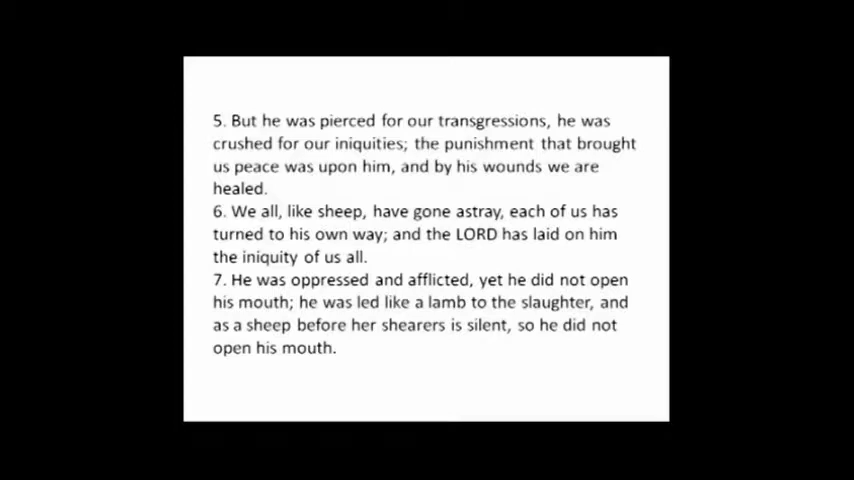 5. But he was pierced for our transgressions, he was
crushed for our iniquities; the punishment that brought
us peace was upon him, and by his wounds we are
healed.
6. We all, like sheep, have gone astray, each of us has
turned to his own way; and the LORD has laid on him
the iniquity of us all.
7. He was oppressed and afflicted, yet he did not open
his mouth; he was led like a lamb to the slaughter, and
as a sheep before her shearers is silent, so he did not
open his mouth.